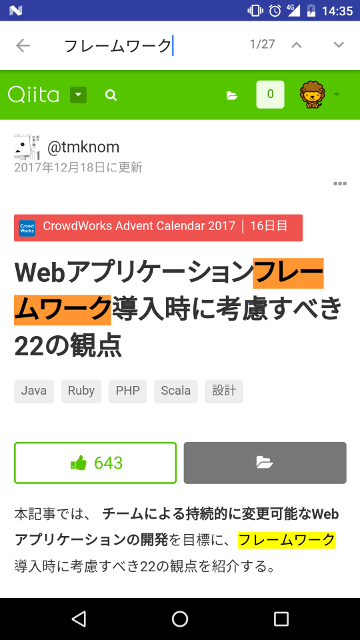 4G 14:35
フレームワーク 1/27
Qiita 0
@tmknom
2017年12月18日に更新
Crowd Works CrowdWorks Advent Calendar 2017 | 16日目
Webアプリケーションフレー
ムワーク導入時に考慮すべき
22の観点
Java Ruby PHP Scala 設計
643
本記事では、チームによる持続的に変更可能なWeb
アプリケーションの開発を目標に、フレームワーク
導入時に考慮すべき22の観点を紹介する。